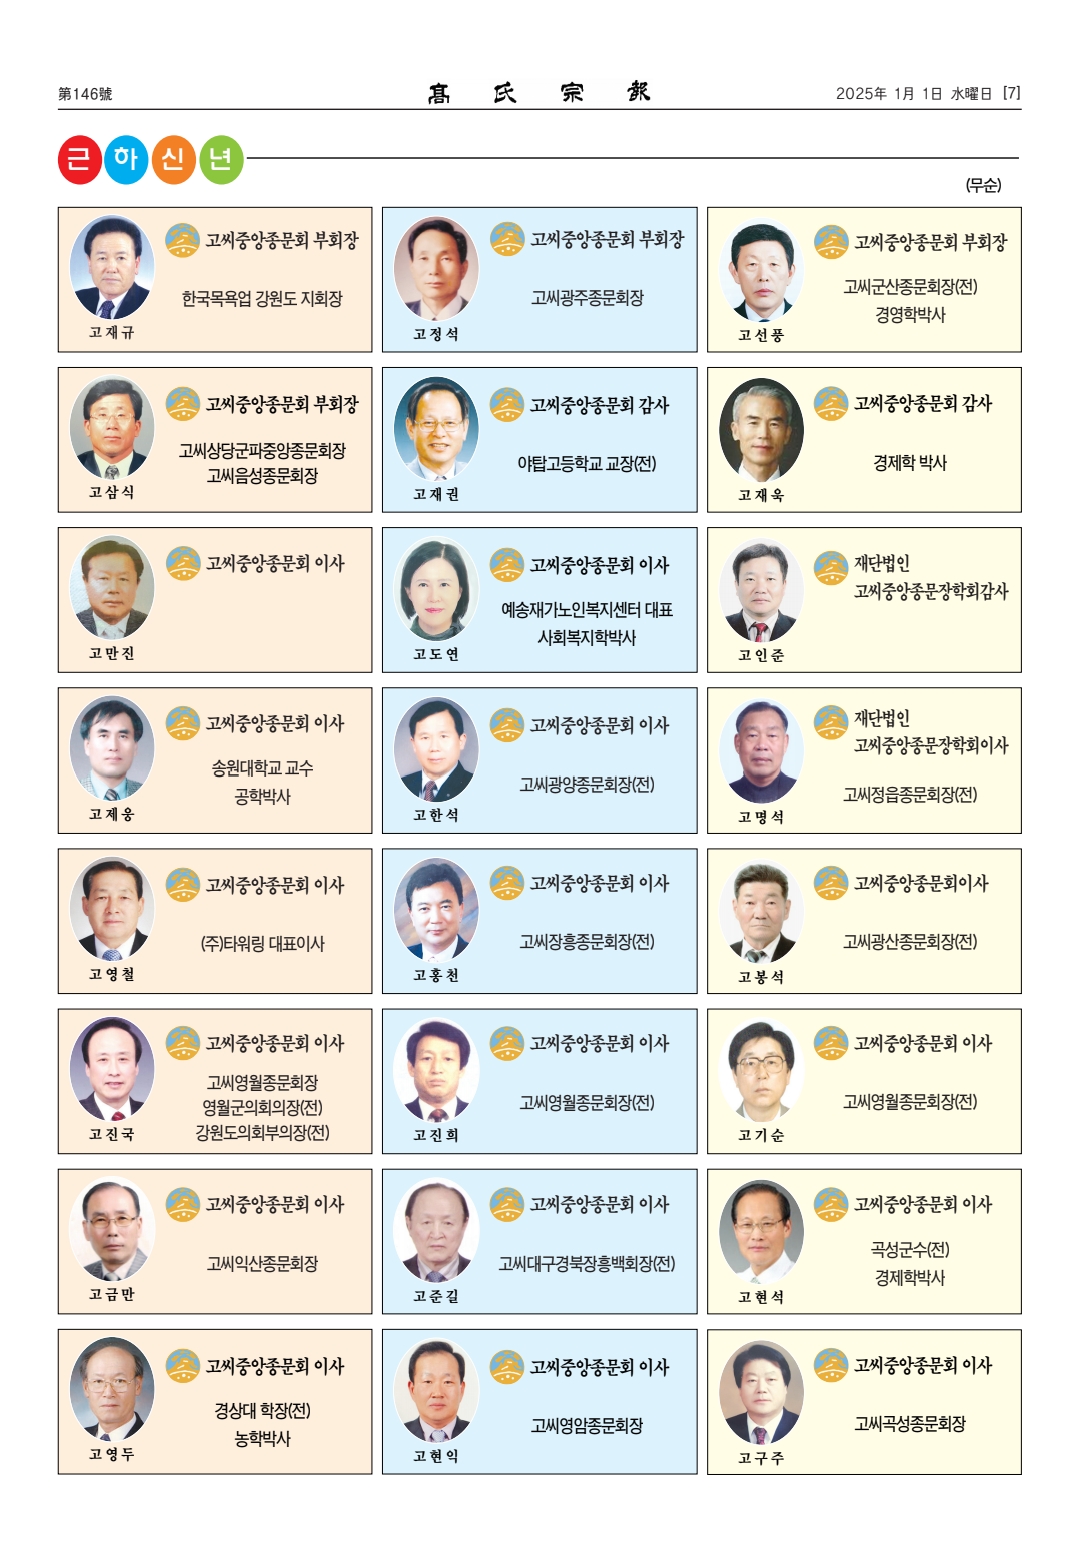 第146號
髙氏宗報
2025年 1月 1日 水曜日 [7]
근하신년
(무순)
고씨중앙종문회 부회장
한국목욕업 강원도 지회장
고재규
고씨중앙종문회 부회장
고씨광주종문회장
고정석
고씨중앙종문회 부회장
고씨군산종문회장(전)
경영학박사
고선풍
고씨중앙종문회 부회장
고씨상당군파중앙종문회장
고씨음성종문회장
고삼식
고씨중앙종문회 감사
야탑고등학교 교장(전)
고재권
고씨중앙종문회 감사
경제학 박사
고재욱
고씨중앙종문회 이사
고만진
고씨중앙종문회 이사
예송재가노인복지센터 대표
사회복지학박사
고도연
재단법인
고씨중앙종문장학회감사
고인준
고씨중앙종문회 이사
송원대학교 교수
공학박사
고제웅
고씨중앙종문회 이사
고씨광양종문회장(전)
고한석
재단법인
고씨중앙종문장학회이사
고씨정읍종문회장(전)
고명석
고씨중앙종문회 이사
(주)타워링 대표이사
고영철
고씨중앙종문회 이사
고씨장흥종문회장(전)
고홍천
고씨중앙종문회이사
고씨광산종문회장(전)
고봉석
고씨중앙종문회 이사
고씨영월종문회장
영월군의회의장(전)
강원도의회부의장(전)
고진국
고씨중앙종문회 이사
고씨영월종문회장(전)
고진희
고씨중앙종문회 이사
고씨영월종문회장(전)
고기순
고씨중앙종문회 이사
고씨익산종문회장
고금만
고씨중앙종문회 이사
고씨대구경북장흥백회장(전)
고준길
고씨중앙종문회 이사
곡성군수(전)
경제학박사
고현석
고씨중앙종문회 이사
경상대 학장(전)
농학박사
고영두
고씨중앙종문회 이사
고씨영암종문회장
고현익
고씨중앙종문회 이사
고씨곡성종문회장
고구주